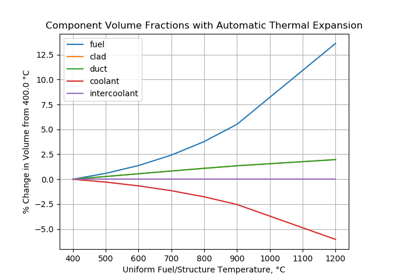 Component Volume Fractions with Automatic Thermal Expansion
% Change in Volume from 400.0 °C
12.5
10.0
7.5
5.0
2.5
0.0
−2.5
−5.0
fuel
clad
duct
coolant
intercoolant
400 500 600 700 800 900 1000 1100 1200
Uniform Fuel/Structure Temperature, °C